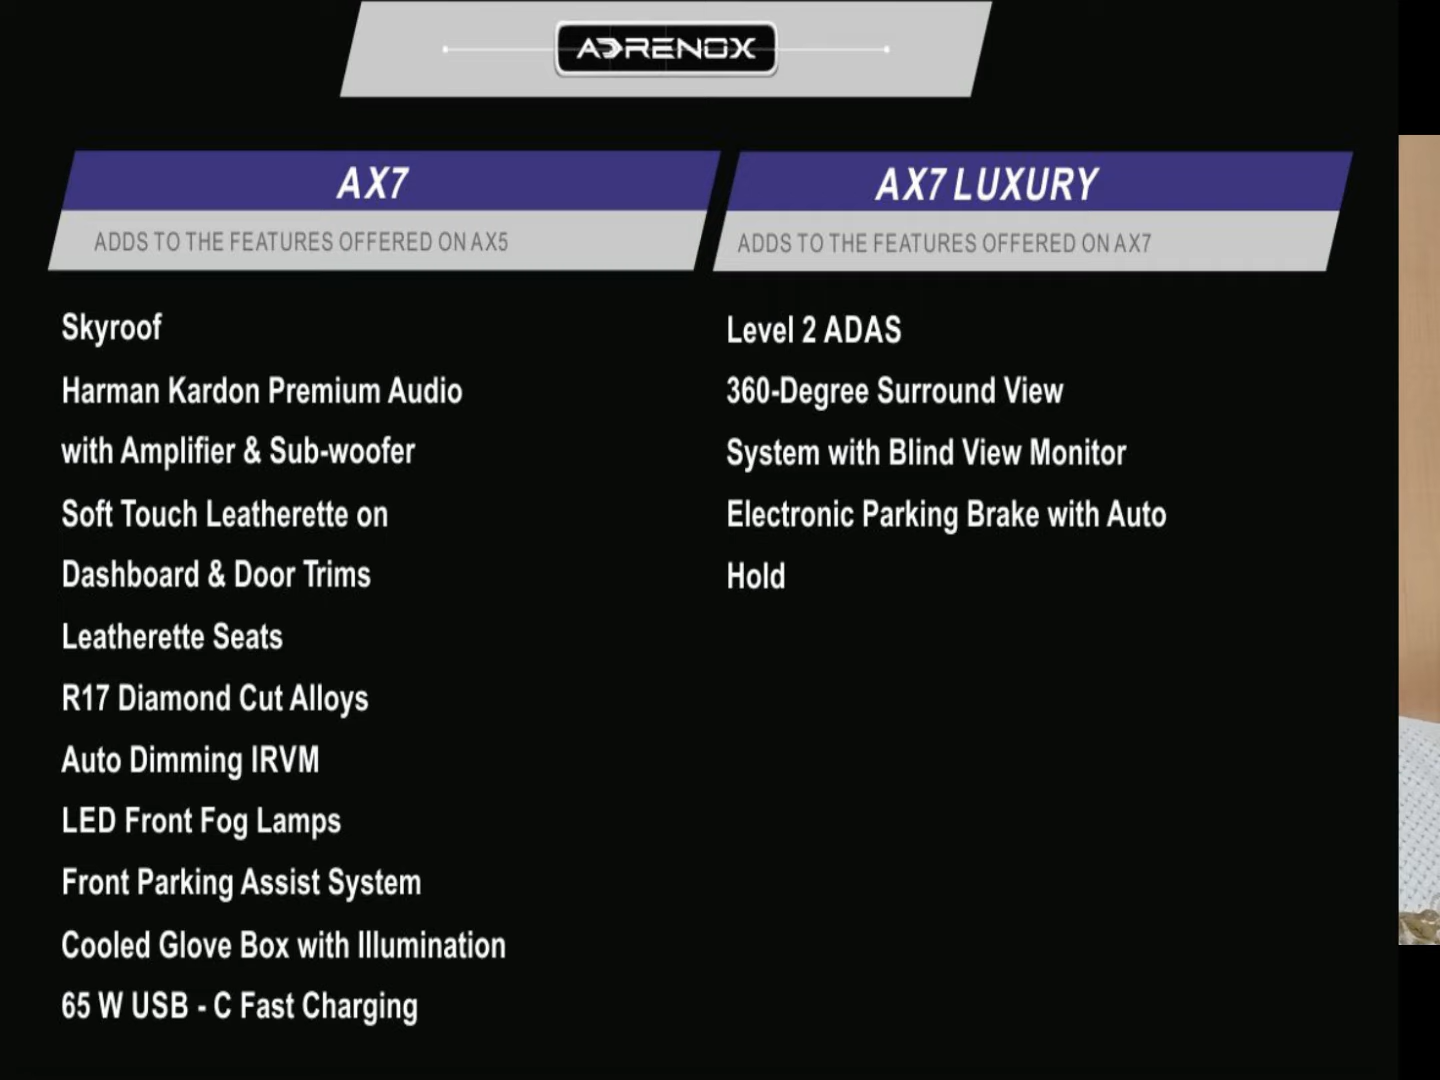 ADRENOX
AX7
ADDS TO THE FEATURES OFFERED ON AX5
Skyroof
Harman Kardon Premium Audio
with Amplifier & Sub-woofer
Soft Touch Leatherette on
Dashboard & Door Trims
Leatherette Seats
R17 Diamond Cut Alloys
Auto Dimming IRVM
LED Front Fog Lamps
Front Parking Assist System
Cooled Glove Box with Illumination
65 W USB - C Fast Charging
AX7 LUXURY
ADDS TO THE FEATURES OFFERED ON AX7
Level 2 ADAS
360-Degree Surround View
System with Blind View Monitor
Electronic Parking Brake with Auto
Hold